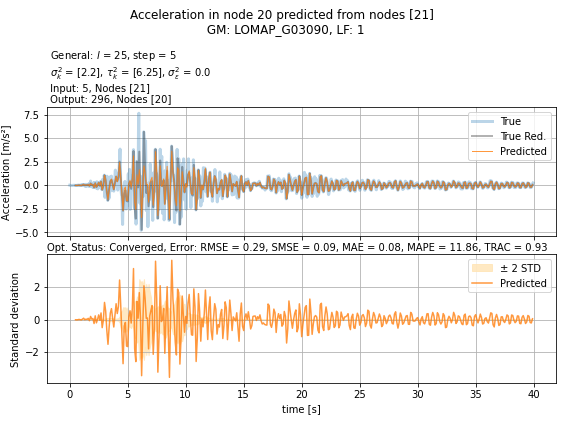 Acceleration in node 20 predicted from nodes [21]
GM: LOMAP_G03090, LF: 1
General: l = 25, step = 5
σ²ₖ = [2.2], τ²ₖ = [6.25], σ²ε = 0.0
Input: 5, Nodes [21]
Output: 296, Nodes [20]
Acceleration [m/s²]
7.5
5.0
2.5
0.0
−2.5
−5.0
True
True Red.
Predicted
Opt. Status: Converged, Error: RMSE = 0.29, SMSE = 0.09, MAE = 0.08, MAPE = 11.86, TRAC = 0.93
Standard deviation
2
0
−2
± 2 STD
Predicted
0 5 10 15 20 25 30 35 40
time [s]